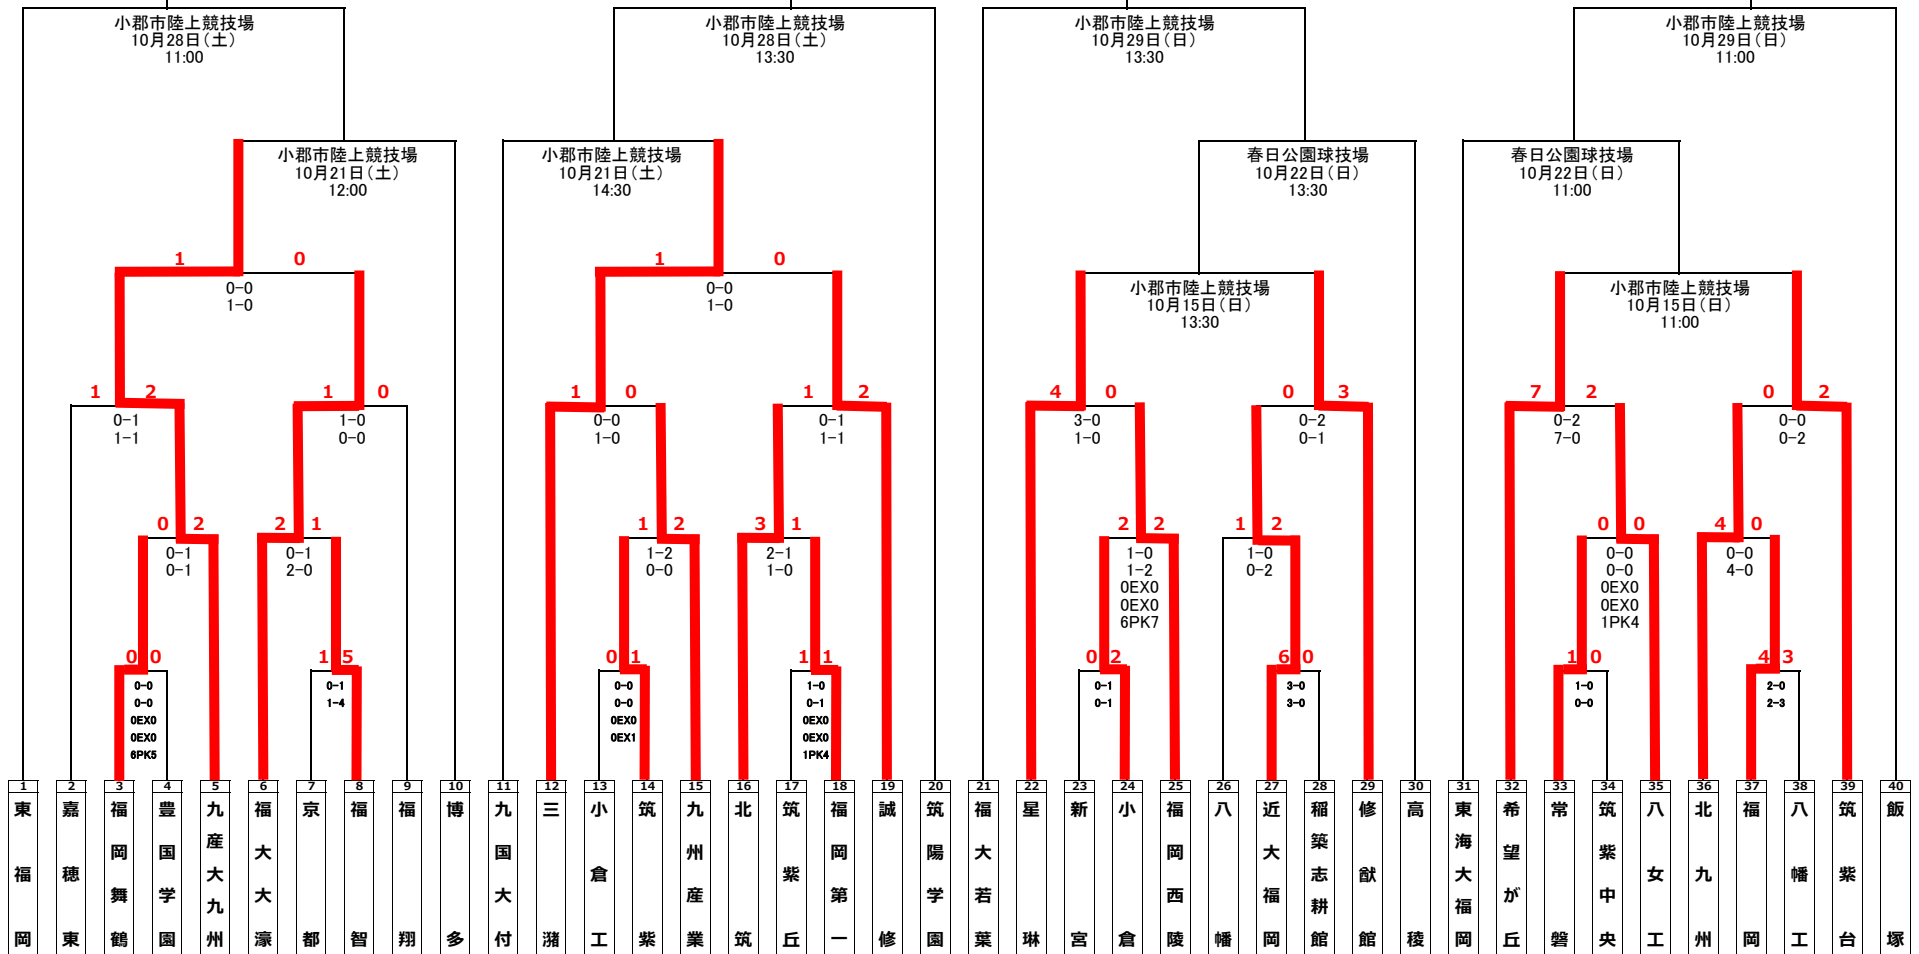 小郡市陸上競技場
10月28日(土)
11:00
小郡市陸上競技場
10月28日(土)
13:30
小郡市陸上競技場
10月29日(日)
13:30
小郡市陸上競技場
10月29日(日)
11:00
小郡市陸上競技場
10月21日(土)
12:00
小郡市陸上競技場
10月21日(土)
14:30
春日公園球技場
10月22日(日)
13:30
春日公園球技場
10月22日(日)
11:00
1 0
0-0
1-0
1 0
0-0
1-0
小郡市陸上競技場
10月15日(日)
13:30
小郡市陸上競技場
10月15日(日)
11:00
1 2
0-1
1-1
1 0
1-0
0-0
1 0
0-0
1-0
1 2
0-1
1-1
4 0
3-0
1-0
0 3
0-2
0-1
7 2
0-2
7-0
0 2
0-0
0-2
0 2
0-1
0-1
2 1
0-1
2-0
1 2
1-2
0-0
3 1
2-1
1-0
2 2
1-0
1-2
0EX0
0EX0
6PK7
1 2
1-0
0-2
0 0
0-0
0-0
0EX0
0EX0
1PK4
4 0
0-0
4-0
0 0
0-0
0-0
0EX0
0EX0
6PK5
1 5
0-1
1-4
0 1
0-0
0-0
0EX0
0EX1
1 1
1-0
0-1
0EX0
0EX0
1PK4
0 2
0-1
0-1
6 0
3-0
3-0
1 0
1-0
0-0
4 3
2-0
2-3
1 東福岡
2 嘉穂東
3 福岡舞鶴
4 豊国学園
5 九産大九州
6 福大大濠
7 京都
8 福智
9 福翔
10 博多
11 九国大付
12 三潴
13 小倉工
14 筑紫
15 九州産業
16 北筑
17 筑紫丘
18 福岡第一
19 誠修
20 筑陽学園
21 福大若葉
22 星琳
23 新宮
24 小倉
25 福岡西陵
26 八幡
27 近大福岡
28 稲築志耕館
29 修猷館
30 高稜
31 東海大福岡
32 希望が丘
33 常磐
34 筑紫中央
35 八女工
36 北九州
37 福岡
38 八幡工
39 筑紫台
40 飯塚